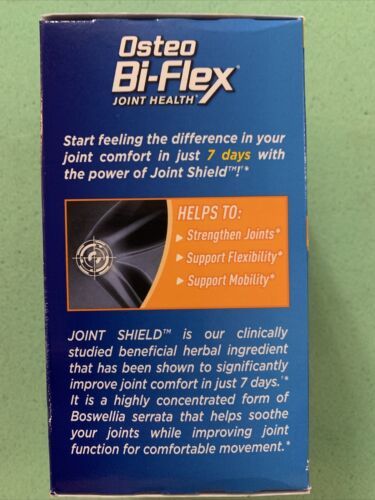 Osteo
Bi-Flex®
JOINT HEALTH†
Start feeling the difference in your
joint comfort in just 7 days with
the power of Joint Shield™!†*
HELPS TO:
Strengthen Joints*
Support Flexibility*
Support Mobility*
JOINT SHIELD™ is our clinically
studied beneficial herbal ingredient
that has been shown to significantly
improve joint comfort in just 7 days.†*
It is a highly concentrated form of
Boswellia serrata that helps soothe
your joints while improving joint
function for comfortable movement.*